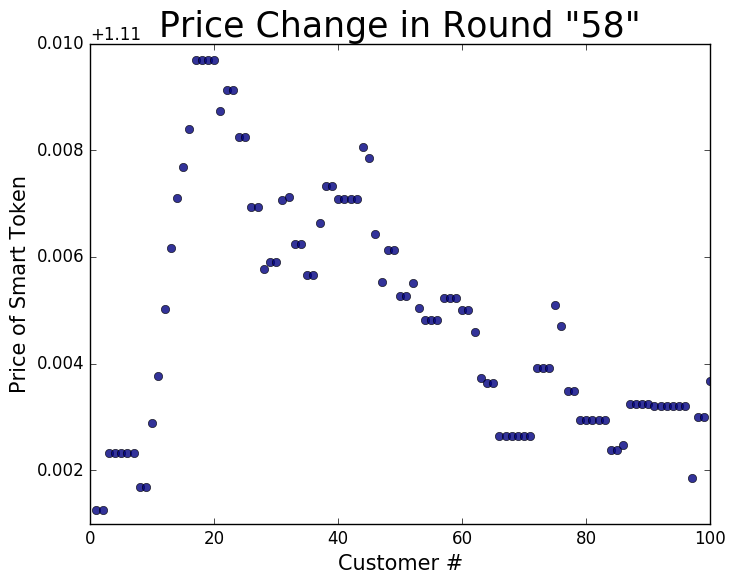 Price Change in Round "58"
+1.11
0.010
0.008
0.006
0.004
0.002
Price of Smart Token
0 20 40 60 80 100
Customer #